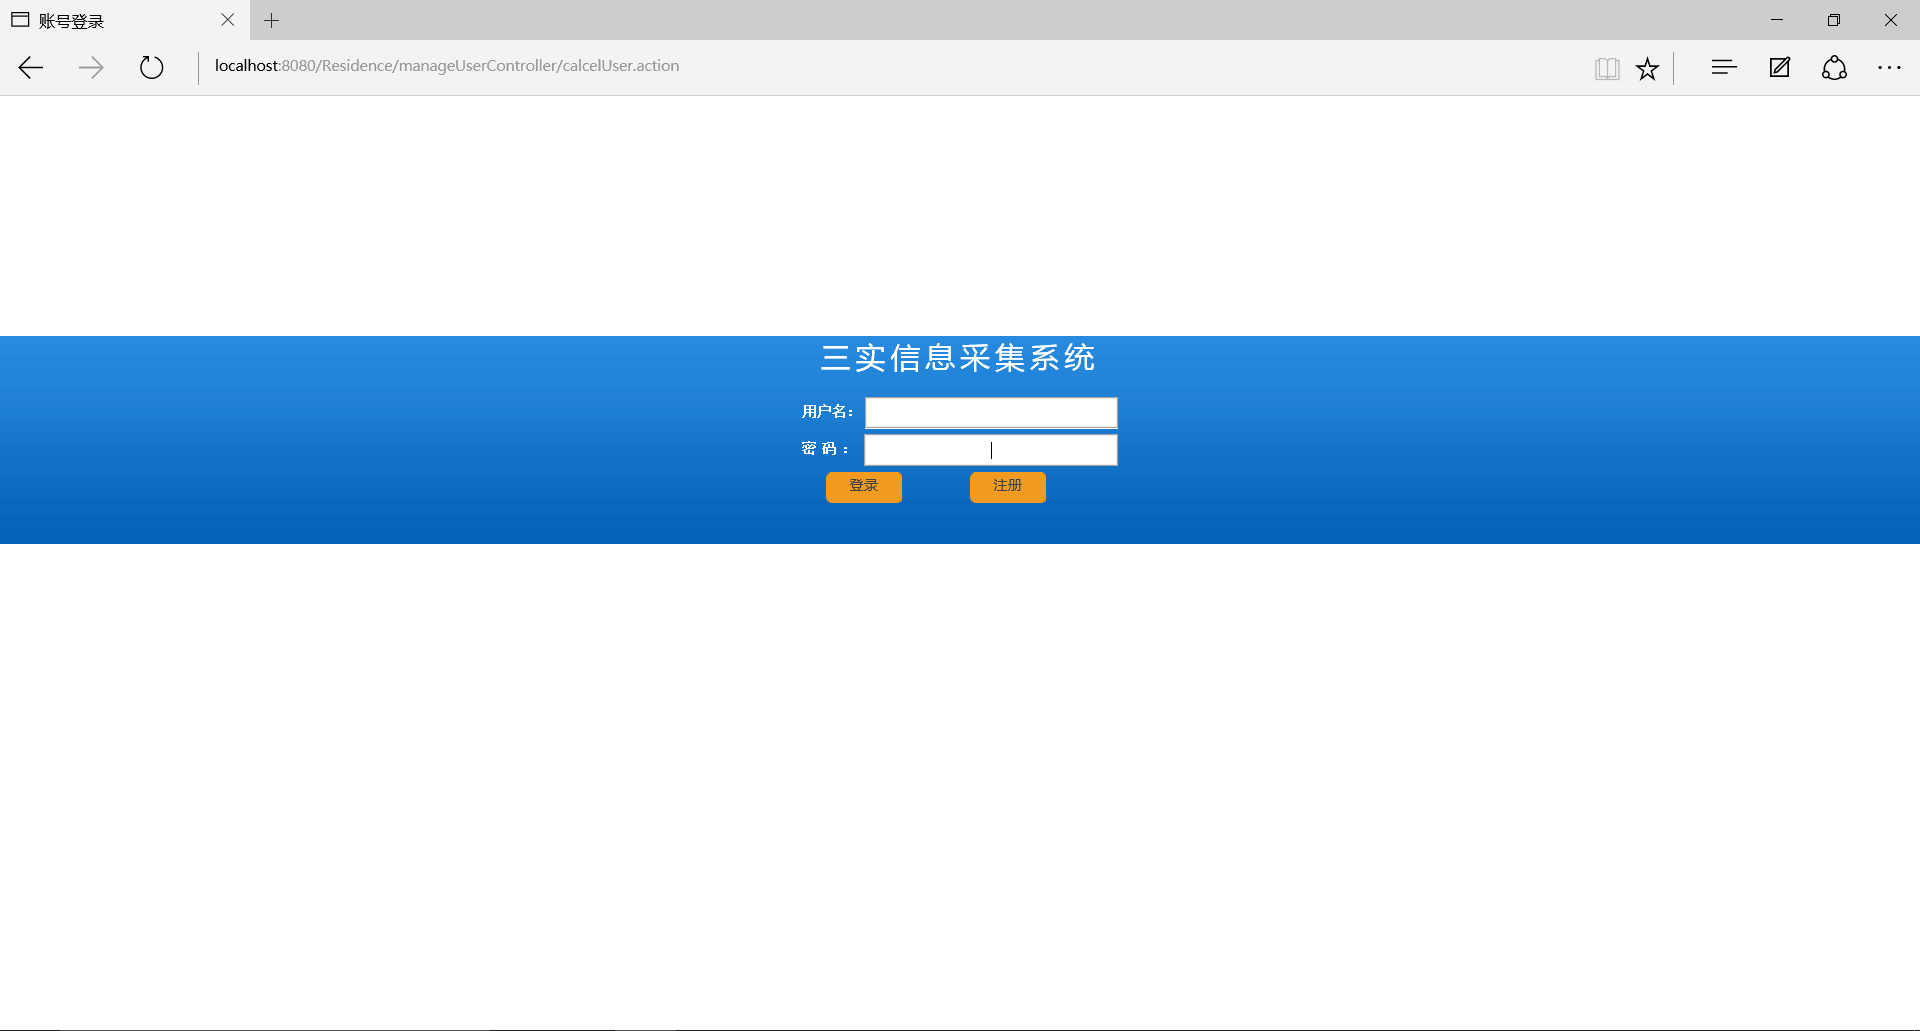 账号登录
localhost:8080/Residence/manageUserController/calcelUser.action
三实信息采集系统
用户名：
密 码 ：
登录 注册